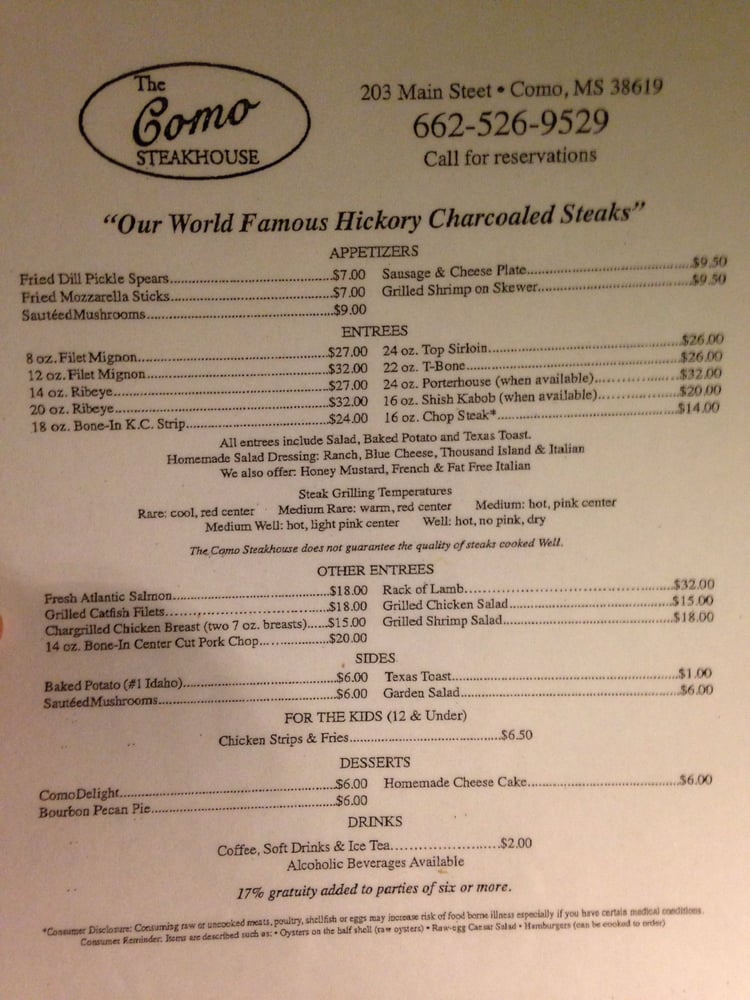 The
Como
STEAKHOUSE
203 Main Steet • Como, MS 38619
662-526-9529
Call for reservations
"Our World Famous Hickory Charcoaled Steaks"
APPETIZERS
Fried Dill Pickle Spears...$7.00 Sausage & Cheese Plate...$9.50
Fried Mozzarella Sticks...$7.00 Grilled Shrimp on Skewer...$9.50
Sautéed Mushrooms...$9.00
ENTREES
8 oz. Filet Mignon...$27.00 24 oz. Top Sirloin...$26.00
12 oz. Filet Mignon...$32.00 22 oz. T-Bone...$26.00
14 oz. Ribeye...$27.00 24 oz. Porterhouse (when available)...$32.00
20 oz. Ribeye...$32.00 16 oz. Shish Kabob (when available)...$20.00
18 oz. Bone-In K.C. Strip...$24.00 16 oz. Chop Steak*...$14.00
All entrees include Salad, Baked Potato and Texas Toast.
Homemade Salad Dressing: Ranch, Blue Cheese, Thousand Island & Italian
We also offer: Honey Mustard, French & Fat Free Italian
Steak Grilling Temperatures
Rare: cool, red center Medium Rare: warm, red center Medium: hot, pink center
Medium Well: hot, light pink center Well: hot, no pink, dry
The Como Steakhouse does not guarantee the quality of steaks cooked Well.
OTHER ENTREES
Fresh Atlantic Salmon...$18.00 Rack of Lamb...$32.00
Grilled Catfish Filets...$18.00 Grilled Chicken Salad...$15.00
Chargrilled Chicken Breast (two 7 oz. breasts)...$15.00 Grilled Shrimp Salad...$18.00
14 oz. Bone-In Center Cut Pork Chop...$20.00
SIDES
Baked Potato (#1 Idaho)...$6.00 Texas Toast...$1.00
Sautéed Mushrooms...$6.00 Garden Salad...$6.00
FOR THE KIDS (12 & Under)
Chicken Strips & Fries...$6.50
DESSERTS
Como Delight...$6.00 Homemade Cheese Cake...$6.00
Bourbon Pecan Pie...$6.00
DRINKS
Coffee, Soft Drinks & Ice Tea...$2.00
Alcoholic Beverages Available
17% gratuity added to parties of six or more.
*Consumer Disclosure: Consuming raw or uncooked meats, poultry, shellfish or eggs may increase risk of food borne illness especially if you have certain medical conditions.
Consumer Reminder: Items are described such as: • Oysters on the half shell (raw oysters) • Raw-egg Caesar Salad • Hamburgers (can be cooked to order)